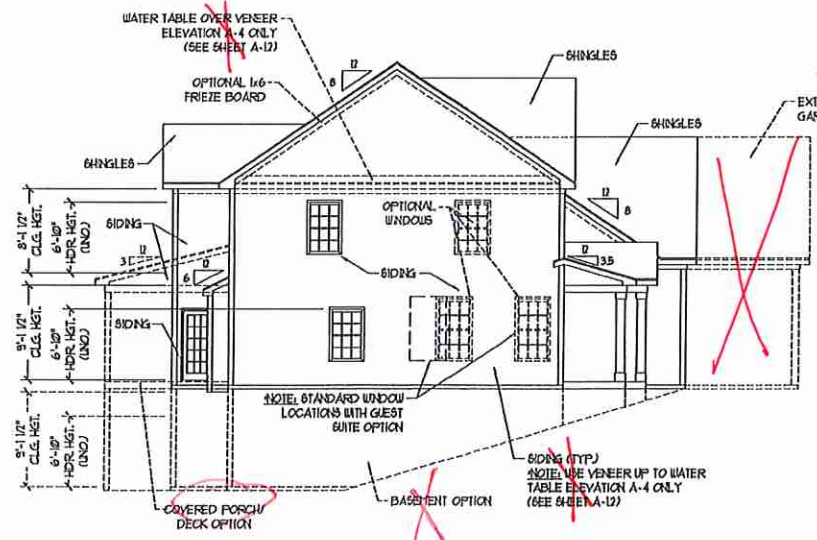 WATER TABLE OVER VENEER
ELEVATION A-4 ONLY
(SEE SHEET A-12)
OPTIONAL 1x6
FRIEZE BOARD
12
8
SHINGLES
SHINGLES
SHINGLES
EXT
GAR
12
8
OPTIONAL
WINDOWS
SIDING
SIDING
8'-1 1/2"
CLG. HGT.
6'-10"
HDR. HGT.
(UNO.)
12
3
12
6
12
3.5
SIDING
9'-1 1/2"
CLG. HGT.
6'-10"
HDR. HGT.
(UNO.)
NOTE: STANDARD WINDOW
LOCATIONS WITH GUEST
SUITE OPTION
9'-1 1/2"
CLG. HGT.
6'-10"
HDR. HGT.
(UNO.)
SIDING (TYP.)
NOTE: USE VENEER UP TO WATER
TABLE ELEVATION A-4 ONLY
(SEE SHEET A-12)
BASEMENT OPTION
COVERED PORCH/
DECK OPTION